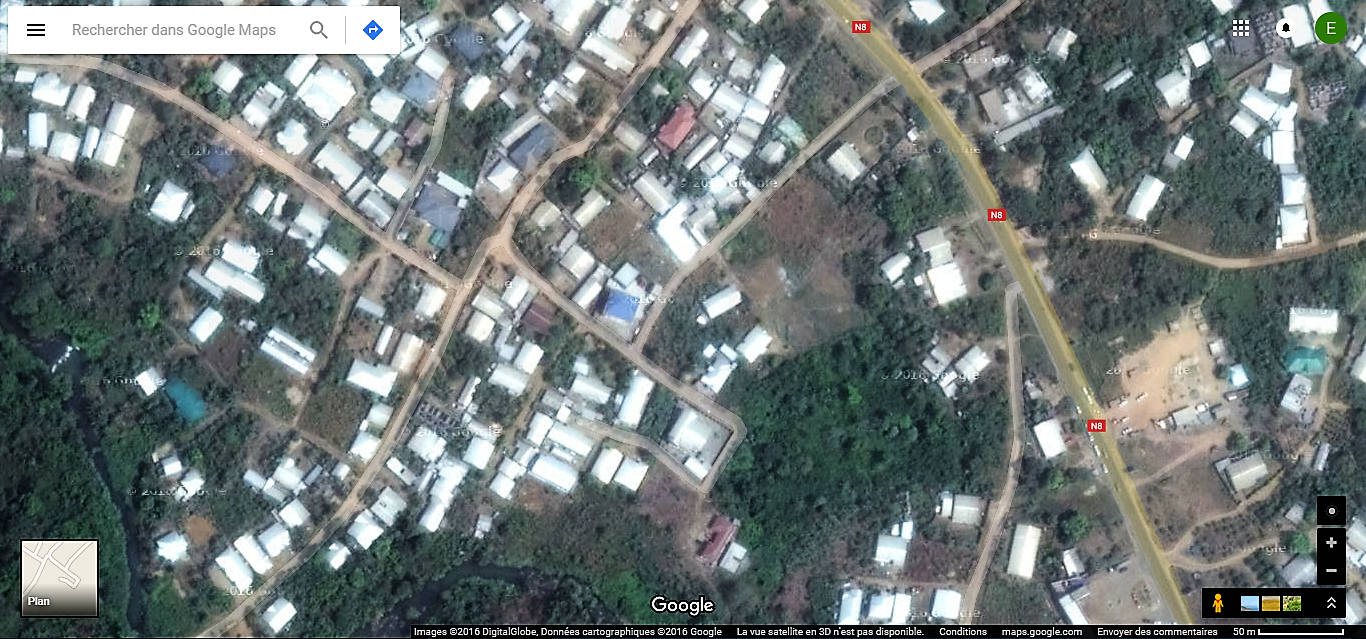 Rechercher dans Google Maps
N8
E
N8
N8
Plan
Google
Images ©2016 DigitalGlobe, Données cartographiques ©2016 Google
La vue satellite en 3D n'est pas disponible.
Conditions
maps.google.com
Envoyer des commentaires
50 m